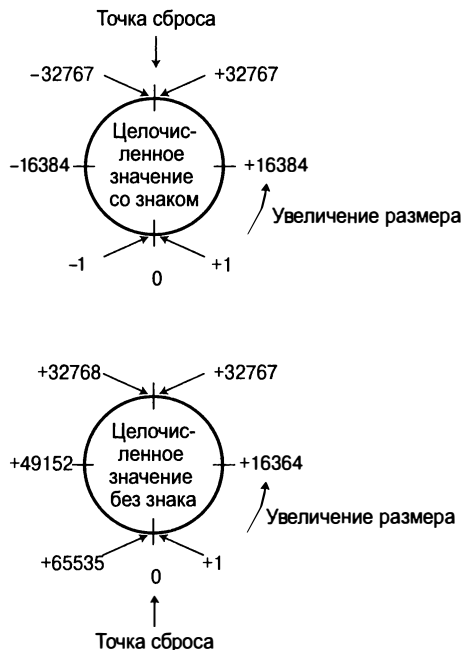 Точка сброса
–32767
+32767
Целочис-
ленное
значение
со знаком
–16384
+16384
Увеличение размера
–1
0
+1
+32768
+32767
Целочис-
ленное
значение
без знака
+49152
+16364
Увеличение размера
+65535
0
+1
Точка сброса